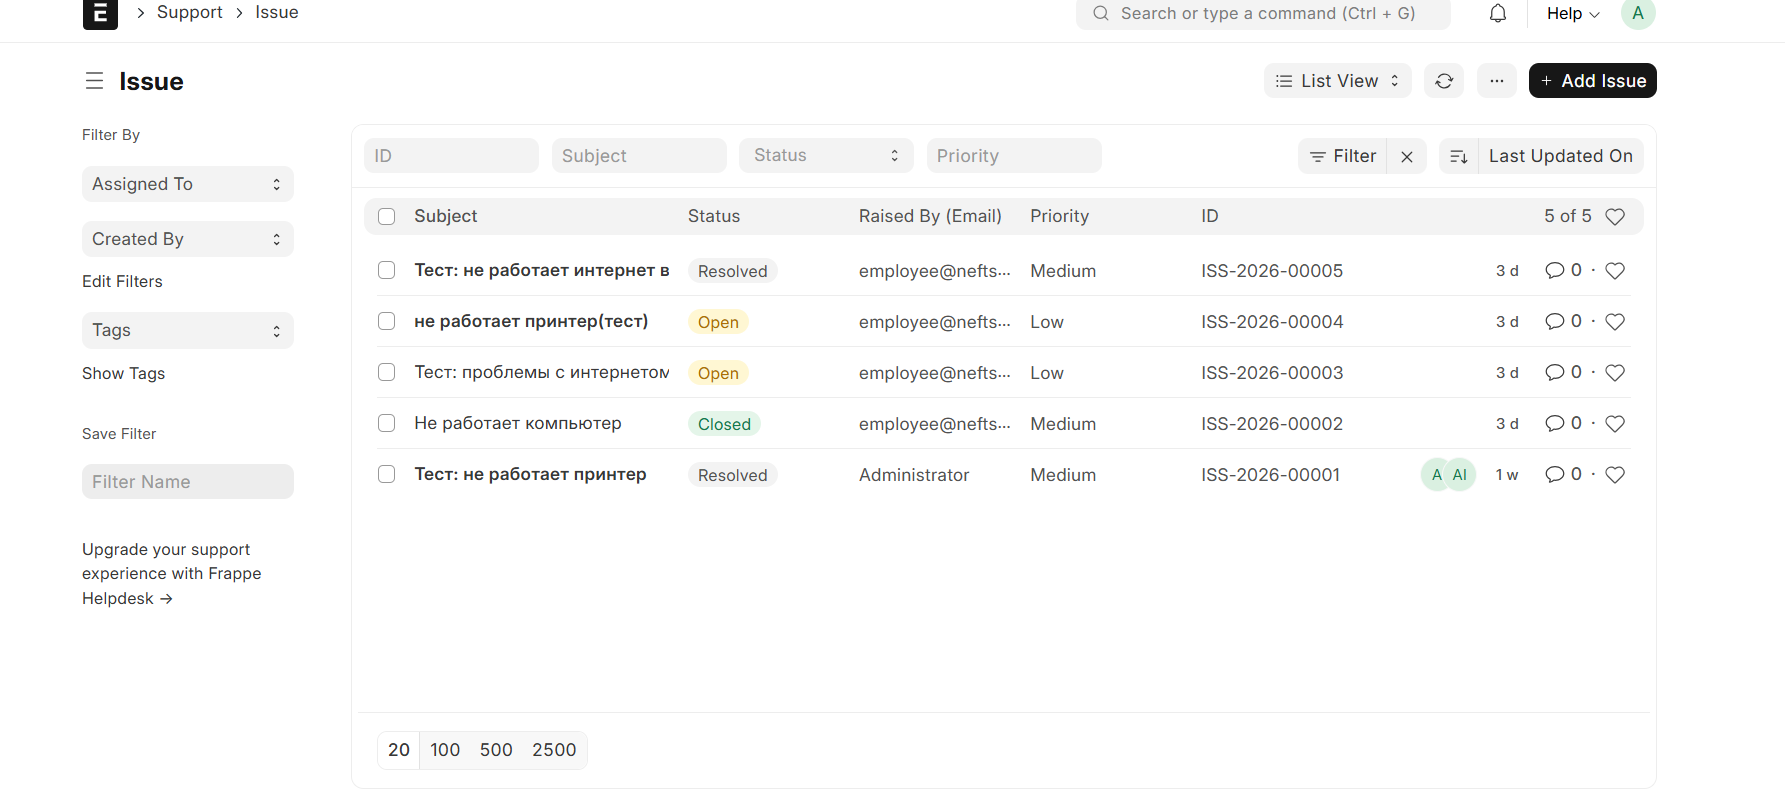 E > Support > Issue
Search or type a command (Ctrl + G)
Help
A
Issue
List View
...
+ Add Issue
Filter By
Assigned To
Created By
Edit Filters
Tags
Show Tags
Save Filter
Filter Name
Upgrade your support
experience with Frappe
Helpdesk →
ID Subject Status Priority
Filter × Last Updated On
Subject Status Raised By (Email) Priority ID 5 of 5
Тест: не работает интернет в Resolved employee@nefts... Medium ISS-2026-00005 3 d 0 ·
не работает принтер(тест) Open employee@nefts... Low ISS-2026-00004 3 d 0 ·
Тест: проблемы с интернетом Open employee@nefts... Low ISS-2026-00003 3 d 0 ·
Не работает компьютер Closed employee@nefts... Medium ISS-2026-00002 3 d 0 ·
Тест: не работает принтер Resolved Administrator Medium ISS-2026-00001 A AI 1 w 0 ·
20 100 500 2500